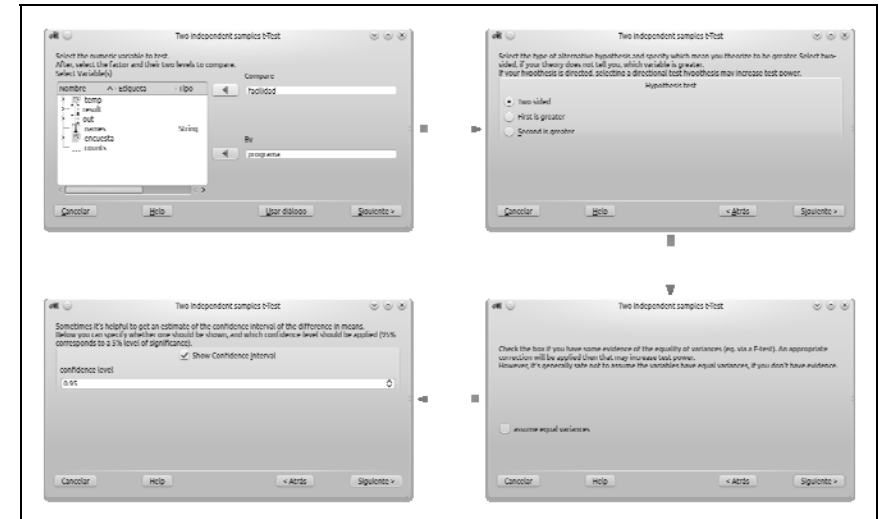 Two independent samples t-Test
Select the numeric variable to test.
After, select the factor and their two levels to compare.
Select Variable(s)
Nombre
Etiqueta
Tipo
temp
result
out
names String
encuesta
counts
Compare
facilidad
By
programa
Cancelar
Help
Usar diálogo
Siguiente >
Two independent samples t-Test
Select the type of alternative hypothesis and specify which mean you theorize to be greater. Select two-
sided, if your theory does not tell you, which variable is greater.
If your hypothesis is directed, selecting a directional test hypothesis may increase test power.
Hypothesis test
Two sided
First is greater
Second is greater
Cancelar
Help
< Atrás
Siguiente >
Two independent samples t-Test
Sometimes it's helpful to get an estimate of the confidence interval of the difference in means.
Below you can specify whether one should be shown, and which confidence level should be applied (95%
corresponds to a 5% level of significance).
Show Confidence Interval
confidence level
0.95
Cancelar
Help
< Atrás
Siguiente >
Two independent samples t-Test
Check the box if you have some evidence of the equality of variances (eg. via a F-test). An appropriate
correction will be applied then that may increase test power.
However, it's generally safe not to assume the variables have equal variances, if you don't have evidence.
assume equal variances
Cancelar
Help
< Atrás
Siguiente >